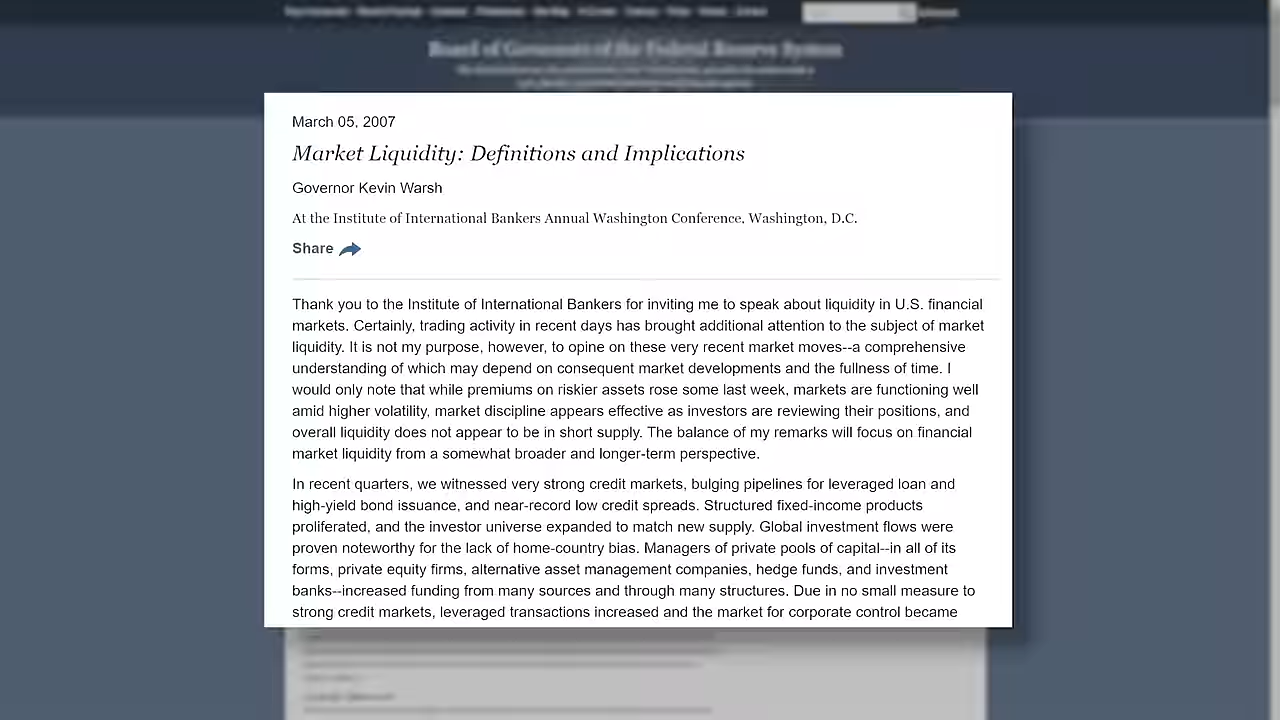 Board of Governors of the Federal Reserve System
March 05, 2007
Market Liquidity: Definitions and Implications
Governor Kevin Warsh
At the Institute of International Bankers Annual Washington Conference, Washington, D.C.
Share
Thank you to the Institute of International Bankers for inviting me to speak about liquidity in U.S. financial
markets. Certainly, trading activity in recent days has brought additional attention to the subject of market
liquidity. It is not my purpose, however, to opine on these very recent market moves--a comprehensive
understanding of which may depend on consequent market developments and the fullness of time. I
would only note that while premiums on riskier assets rose some last week, markets are functioning well
amid higher volatility, market discipline appears effective as investors are reviewing their positions, and
overall liquidity does not appear to be in short supply. The balance of my remarks will focus on financial
market liquidity from a somewhat broader and longer-term perspective.
In recent quarters, we witnessed very strong credit markets, bulging pipelines for leveraged loan and
high-yield bond issuance, and near-record low credit spreads. Structured fixed-income products
proliferated, and the investor universe expanded to match new supply. Global investment flows were
proven noteworthy for the lack of home-country bias. Managers of private pools of capital--in all of its
forms, private equity firms, alternative asset management companies, hedge funds, and investment
banks--increased funding from many sources and through many structures. Due in no small measure to
strong credit markets, leveraged transactions increased and the market for corporate control became